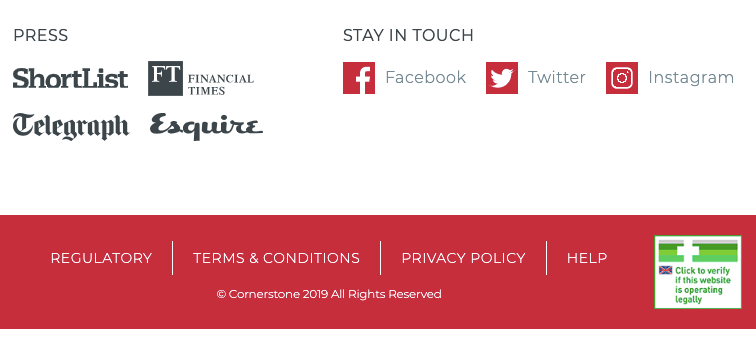 PRESS
ShortList
FT FINANCIAL
TIMES
Telegraph
Esquire
STAY IN TOUCH
Facebook Twitter Instagram
REGULATORY TERMS & CONDITIONS PRIVACY POLICY HELP
© Cornerstone 2019 All Rights Reserved
Click to verify
if this website
is operating
legally